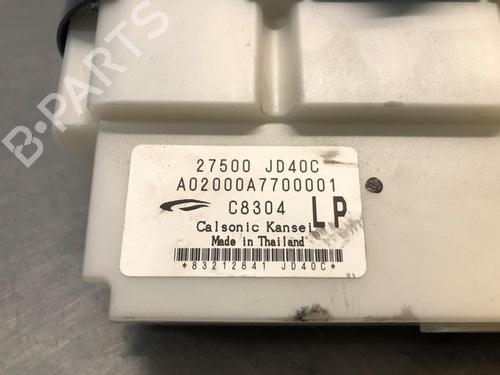 B-PARTS
27500 JD40C
A02000A7700001
C8304 LP
Calsonic Kansei
Made in Thailand
*83212841 JD40C*